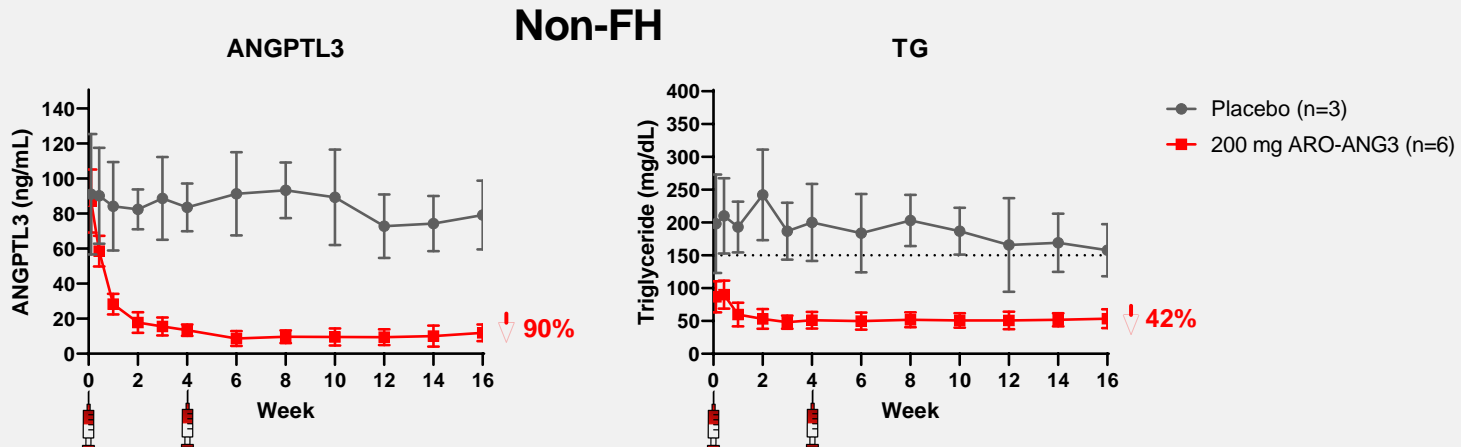 Non-FH
ANGPTL3
ANGPTL3 (ng/mL)
140
120
100
80
60
40
20
0
0 2 4 6 8 10 12 14 16
Week
90%
TG
Triglyceride (mg/dL)
400
350
300
250
200
150
100
50
0
0 2 4 6 8 10 12 14 16
Week
42%
Placebo (n=3)
200 mg ARO-ANG3 (n=6)